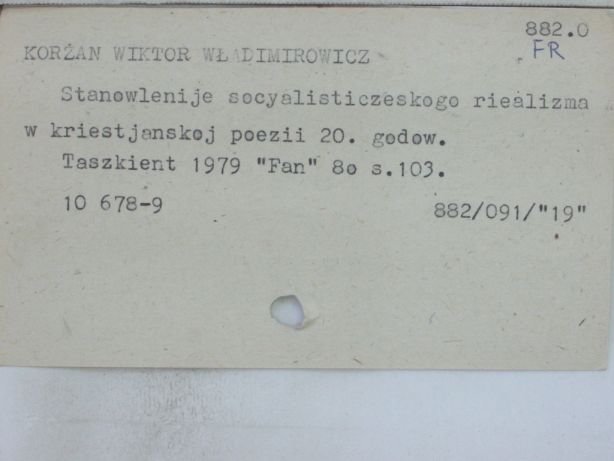 882.0
FR
KORŻAN WIKTOR WŁADIMIROWICZ
Stanowlenije socyalisticzeskogo riealizma
w kriestjanskoj poezii 20. godow.
Taszkient 1979 "Fan" 8o s.103.
10 678-9
882/091/"19"